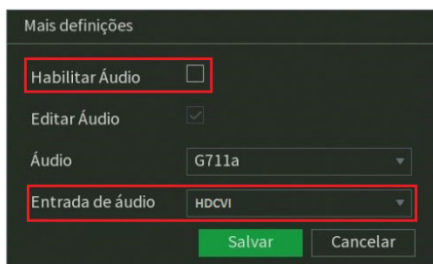 Mais definições
Habilitar Áudio
Editar Áudio
Áudio G711a
Entrada de áudio HDCVI
Salvar Cancelar